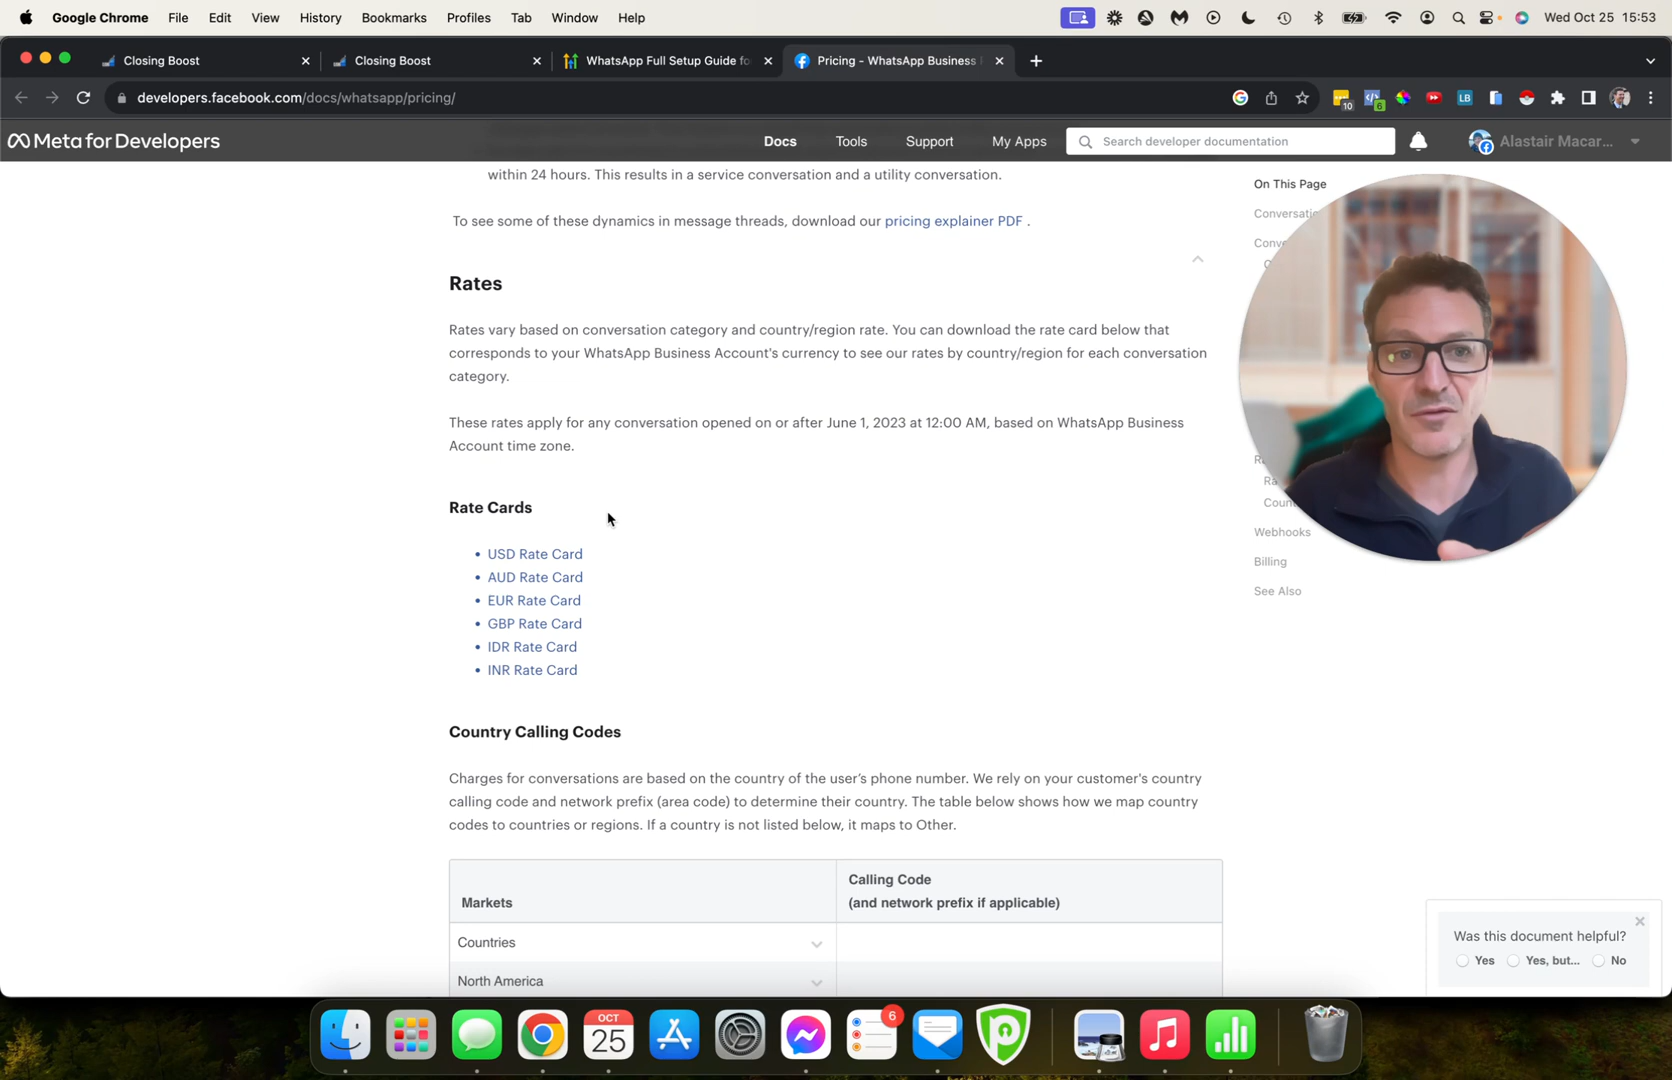 Google Chrome File Edit View History Bookmarks Profiles Tab Window Help Wed Oct 25 15:53
Closing Boost Closing Boost WhatsApp Full Setup Guide fo Pricing - WhatsApp Business
developers.facebook.com/docs/whatsapp/pricing/
10 6 LB
Meta for Developers Docs Tools Support My Apps Search developer documentation Alastair Macar...
within 24 hours. This results in a service conversation and a utility conversation.
To see some of these dynamics in message threads, download our pricing explainer PDF .
Rates
Rates vary based on conversation category and country/region rate. You can download the rate card below that
corresponds to your WhatsApp Business Account's currency to see our rates by country/region for each conversation
category.
These rates apply for any conversation opened on or after June 1, 2023 at 12:00 AM, based on WhatsApp Business
Account time zone.
Rate Cards
• USD Rate Card
• AUD Rate Card
• EUR Rate Card
• GBP Rate Card
• IDR Rate Card
• INR Rate Card
Country Calling Codes
Charges for conversations are based on the country of the user's phone number. We rely on your customer's country
calling code and network prefix (area code) to determine their country. The table below shows how we map country
codes to countries or regions. If a country is not listed below, it maps to Other.
Markets
Calling Code
(and network prefix if applicable)
Countries
North America
On This Page
Webhooks
Billing
See Also
Was this document helpful?
Yes Yes, but... No
OCT
25
6